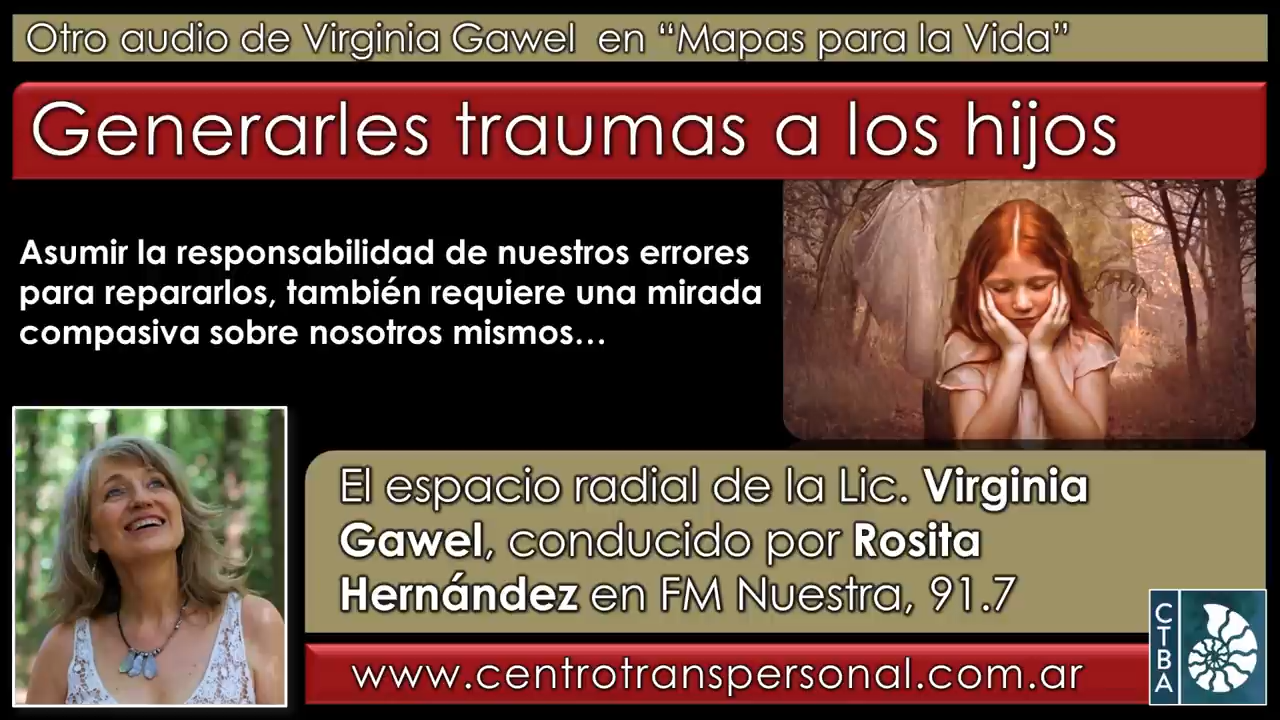 Otro audio de Virginia Gawel en “Mapas para la Vida”
Generarles traumas a los hijos
Asumir la responsabilidad de nuestros errores
para repararlos, también requiere una mirada
compasiva sobre nosotros mismos...
El espacio radial de la Lic. Virginia
Gawel, conducido por Rosita
Hernández en FM Nuestra, 91.7
CTBA
www.centrotranspersonal.com.ar